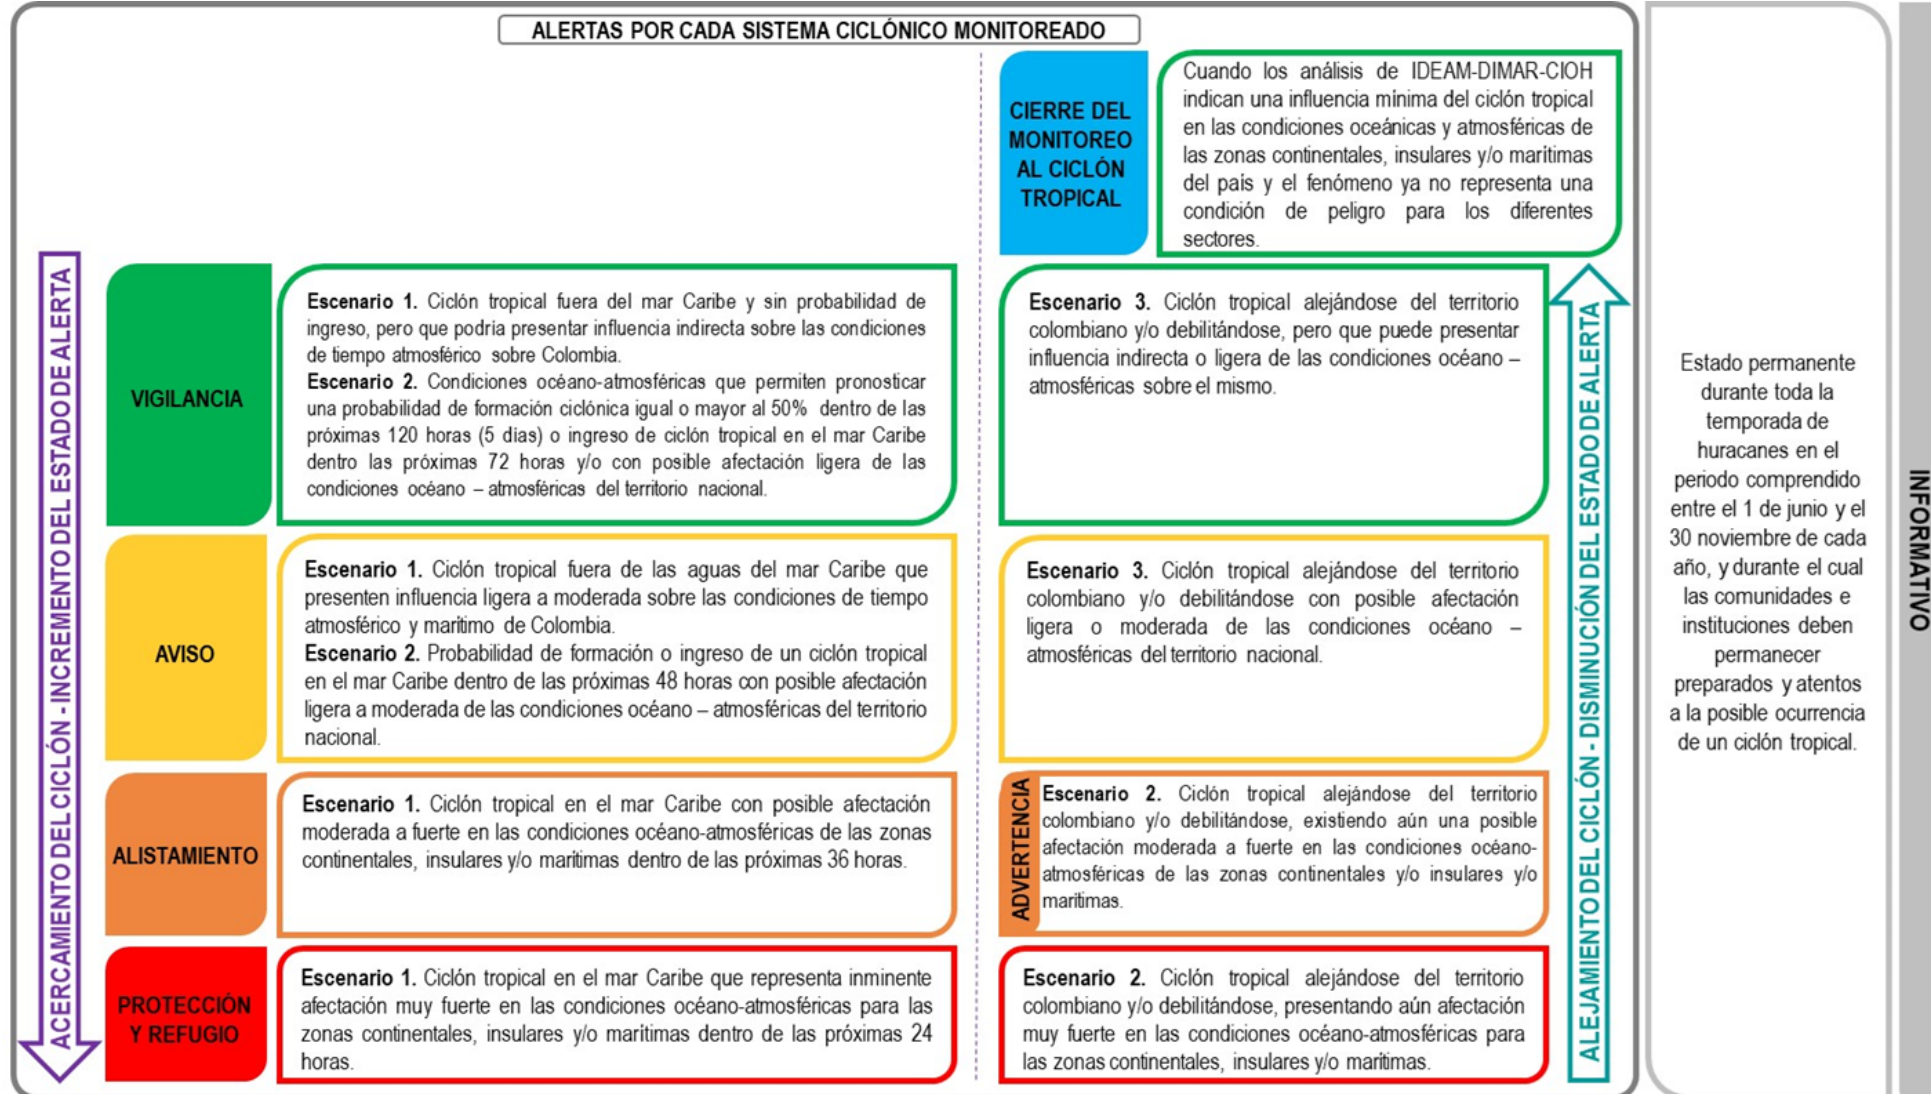 ALERTAS POR CADA SISTEMA CICLÓNICO MONITOREADO
CIERRE DEL
MONITOREO
AL CICLÓN
TROPICAL
Cuando los análisis de IDEAM-DIMAR-CIOH
indican una influencia mínima del ciclón tropical
en las condiciones oceánicas y atmosféricas de
las zonas continentales, insulares y/o marítimas
del país y el fenómeno ya no representa una
condición de peligro para los diferentes
sectores.
ACERCAMIENTO DEL CICLÓN - INCREMENTO DEL ESTADO DE ALERTA
VIGILANCIA
Escenario 1. Ciclón tropical fuera del mar Caribe y sin probabilidad de
ingreso, pero que podría presentar influencia indirecta sobre las condiciones
de tiempo atmosférico sobre Colombia.
Escenario 2. Condiciones océano-atmosféricas que permiten pronosticar
una probabilidad de formación ciclónica igual o mayor al 50% dentro de las
próximas 120 horas (5 días) o ingreso de ciclón tropical en el mar Caribe
dentro las próximas 72 horas y/o con posible afectación ligera de las
condiciones océano – atmosféricas del territorio nacional.
Escenario 3. Ciclón tropical alejándose del territorio
colombiano y/o debilitándose, pero que puede presentar
influencia indirecta o ligera de las condiciones océano –
atmosféricas sobre el mismo.
AVISO
Escenario 1. Ciclón tropical fuera de las aguas del mar Caribe que
presenten influencia ligera a moderada sobre las condiciones de tiempo
atmosférico y marítimo de Colombia.
Escenario 2. Probabilidad de formación o ingreso de un ciclón tropical
en el mar Caribe dentro de las próximas 48 horas con posible afectación
ligera a moderada de las condiciones océano – atmosféricas del territorio
nacional.
Escenario 3. Ciclón tropical alejándose del territorio
colombiano y/o debilitándose con posible afectación
ligera o moderada de las condiciones océano –
atmosféricas del territorio nacional.
ALISTAMIENTO
Escenario 1. Ciclón tropical en el mar Caribe con posible afectación
moderada a fuerte en las condiciones océano-atmosféricas de las zonas
continentales, insulares y/o marítimas dentro de las próximas 36 horas.
ADVERTENCIA
Escenario 2. Ciclón tropical alejándose del territorio
colombiano y/o debilitándose, existiendo aún una posible
afectación moderada a fuerte en las condiciones océano-
atmosféricas de las zonas continentales y/o insulares y/o
marítimas.
PROTECCIÓN
Y REFUGIO
Escenario 1. Ciclón tropical en el mar Caribe que representa inminente
afectación muy fuerte en las condiciones océano-atmosféricas para las
zonas continentales, insulares y/o marítimas dentro de las próximas 24
horas.
Escenario 2. Ciclón tropical alejándose del territorio
colombiano y/o debilitándose, presentando aún afectación
muy fuerte en las condiciones océano-atmosféricas para
las zonas continentales, insulares y/o marítimas.
ALEJAMIENTO DEL CICLÓN - DISMINUCIÓN DEL ESTADO DE ALERTA
Estado permanente
durante toda la
temporada de
huracanes en el
periodo comprendido
entre el 1 de junio y el
30 noviembre de cada
año, y durante el cual
las comunidades e
instituciones deben
permanecer
preparados y atentos
a la posible ocurrencia
de un ciclón tropical.
INFORMATIVO